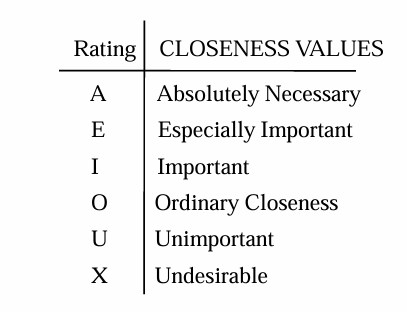 Rating CLOSENESS VALUES
A Absolutely Necessary
E Especially Important
I Important
O Ordinary Closeness
U Unimportant
X Undesirable